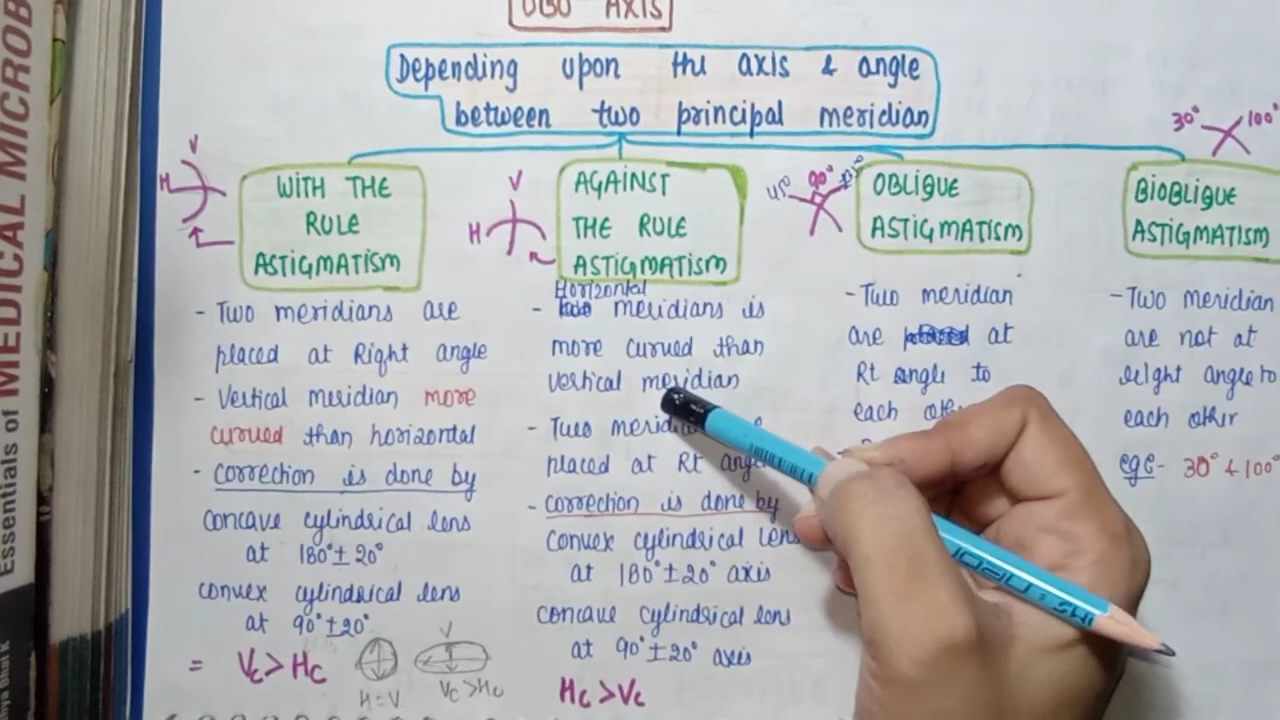 AXIS
Depending upon the axis & angle
between two principal meridian
V
H
WITH THE
RULE
ASTIGMATISM
- Two meridians are
placed at Right angle
- Vertical meridian more
curved than horizontal
- correction is done by
concave cylindrical lens
at 180° ± 20°
convex cylindrical lens
at 90° ± 20°
= Vc > Hc
H = V
V
Vc > Hc
V
H
AGAINST
THE RULE
ASTIGMATISM
Horizontal
- meridians is
more curved than
vertical meridian
- Two
placed at Rt
- correction is done by
convex cylindrical lens
at 180° ± 20° axis
concave cylindrical lens
at 90° ± 20° axis
Hc > Vc
90°
OBLIQUE
ASTIGMATISM
- Two meridian
are at
Rt angle to
each
30° 100°
BIOBLIQUE
ASTIGMATISM
- Two meridian
are not at
reight angle to
each other
ege - 30° & 100°
Essentials of MEDICAL MICROB